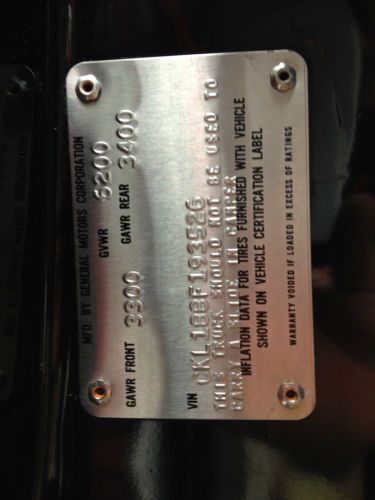 MFD. BY GENERAL MOTORS CORPORATION
GVWR 6200
GAWR FRONT 3300 GAWR REAR 3400
VIN CKL188F193526
THIS TRUCK SHOULD NOT BE USED TO
CARRY A SLIDE IN CAMPER
INFLATION DATA FOR TIRES FURNISHED WITH VEHICLE
SHOWN ON VEHICLE CERTIFICATION LABEL
WARRANTY VOIDED IF LOADED IN EXCESS OF RATINGS